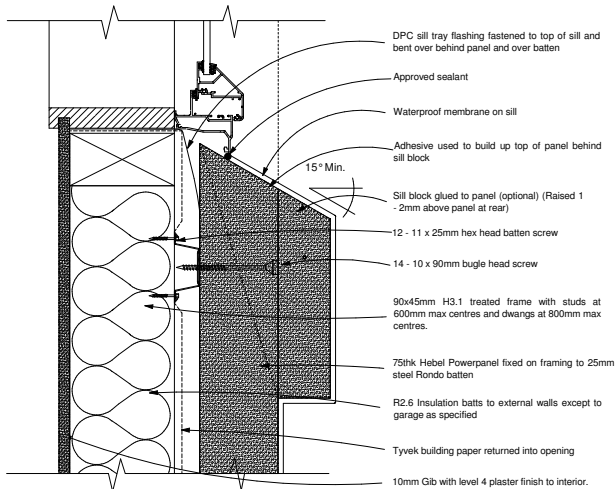 DPC sill tray flashing fastened to top of sill and
bent over behind panel and over batten
Approved sealant
Waterproof membrane on sill
Adhesive used to build up top of panel behind
sill block
15° Min.
Sill block glued to panel (optional) (Raised 1
- 2mm above panel at rear)
12 - 11 x 25mm hex head batten screw
14 - 10 x 90mm bugle head screw
90x45mm H3.1 treated frame with studs at
600mm max centres and dwangs at 800mm max
centres.
75thk Hebel Powerpanel fixed on framing to 25mm
steel Rondo batten
R2.6 Insulation batts to external walls except to
garage as specified
Tyvek building paper returned into opening
10mm Gib with level 4 plaster finish to interior.